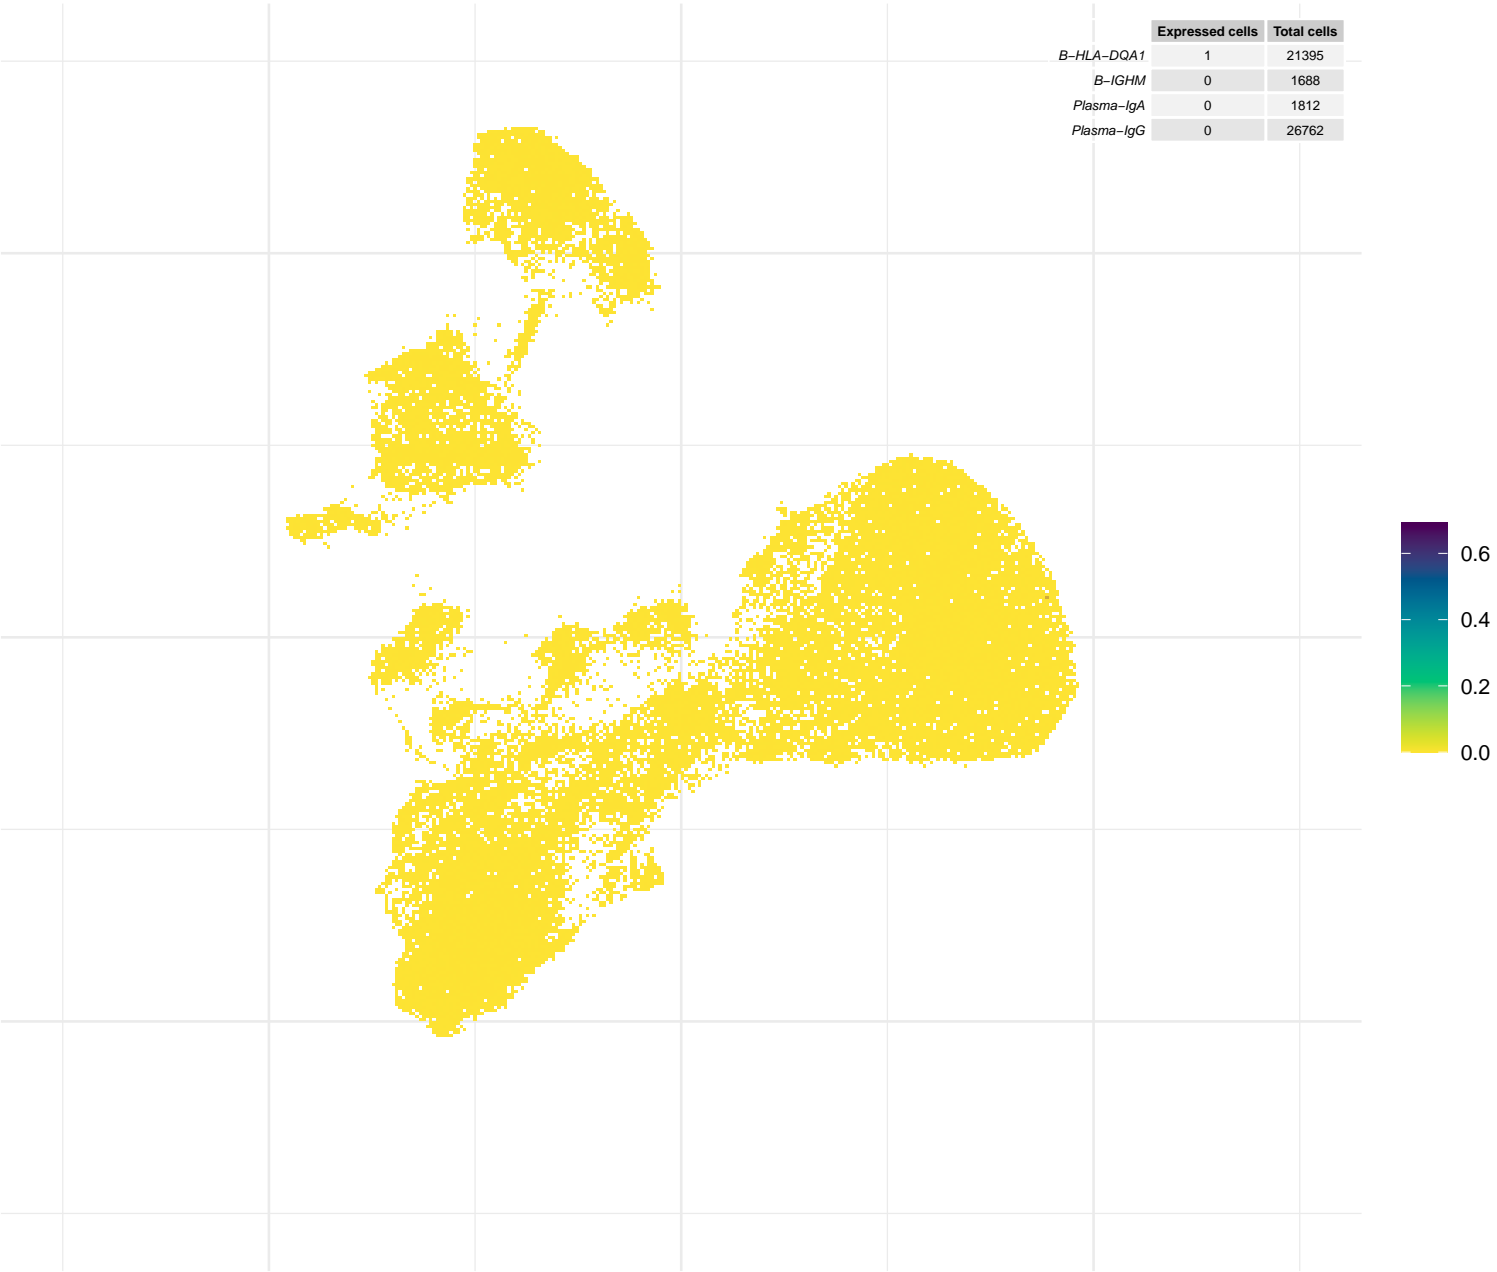 Expressed cells Total cells
B−HLA−DQA1 1 21395
B−IGHM 0 1688
Plasma−IgA 0 1812
Plasma−IgG 0 26762
0.6
0.4
0.2
0.0